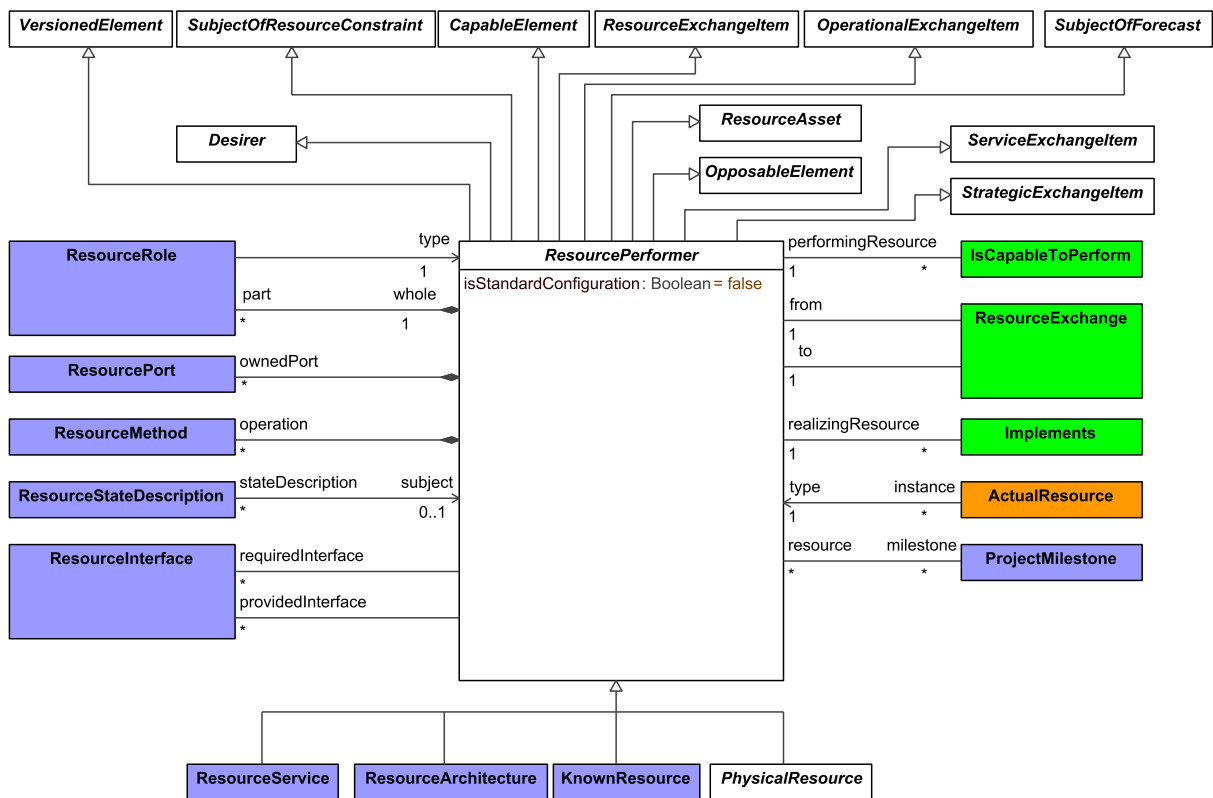 VersionedElement
SubjectOfResourceConstraint
CapableElement
ResourceExchangeItem
OperationalExchangeItem
SubjectOfForecast
Desirer
ResourceAsset
OpposableElement
ServiceExchangeItem
StrategicExchangeItem
ResourceRole
type
1
part
whole
*
1
ResourcePort
ownedPort
*
ResourceMethod
operation
*
ResourceStateDescription
stateDescription
subject
*
0..1
ResourceInterface
requiredInterface
*
providedInterface
*
ResourcePerformer
isStandardConfiguration : Boolean = false
performingResource
1
*
IsCapableToPerform
from
1
to
1
ResourceExchange
realizingResource
1
*
Implements
type
instance
1
*
ActualResource
resource
milestone
*
*
ProjectMilestone
ResourceService
ResourceArchitecture
KnownResource
PhysicalResource